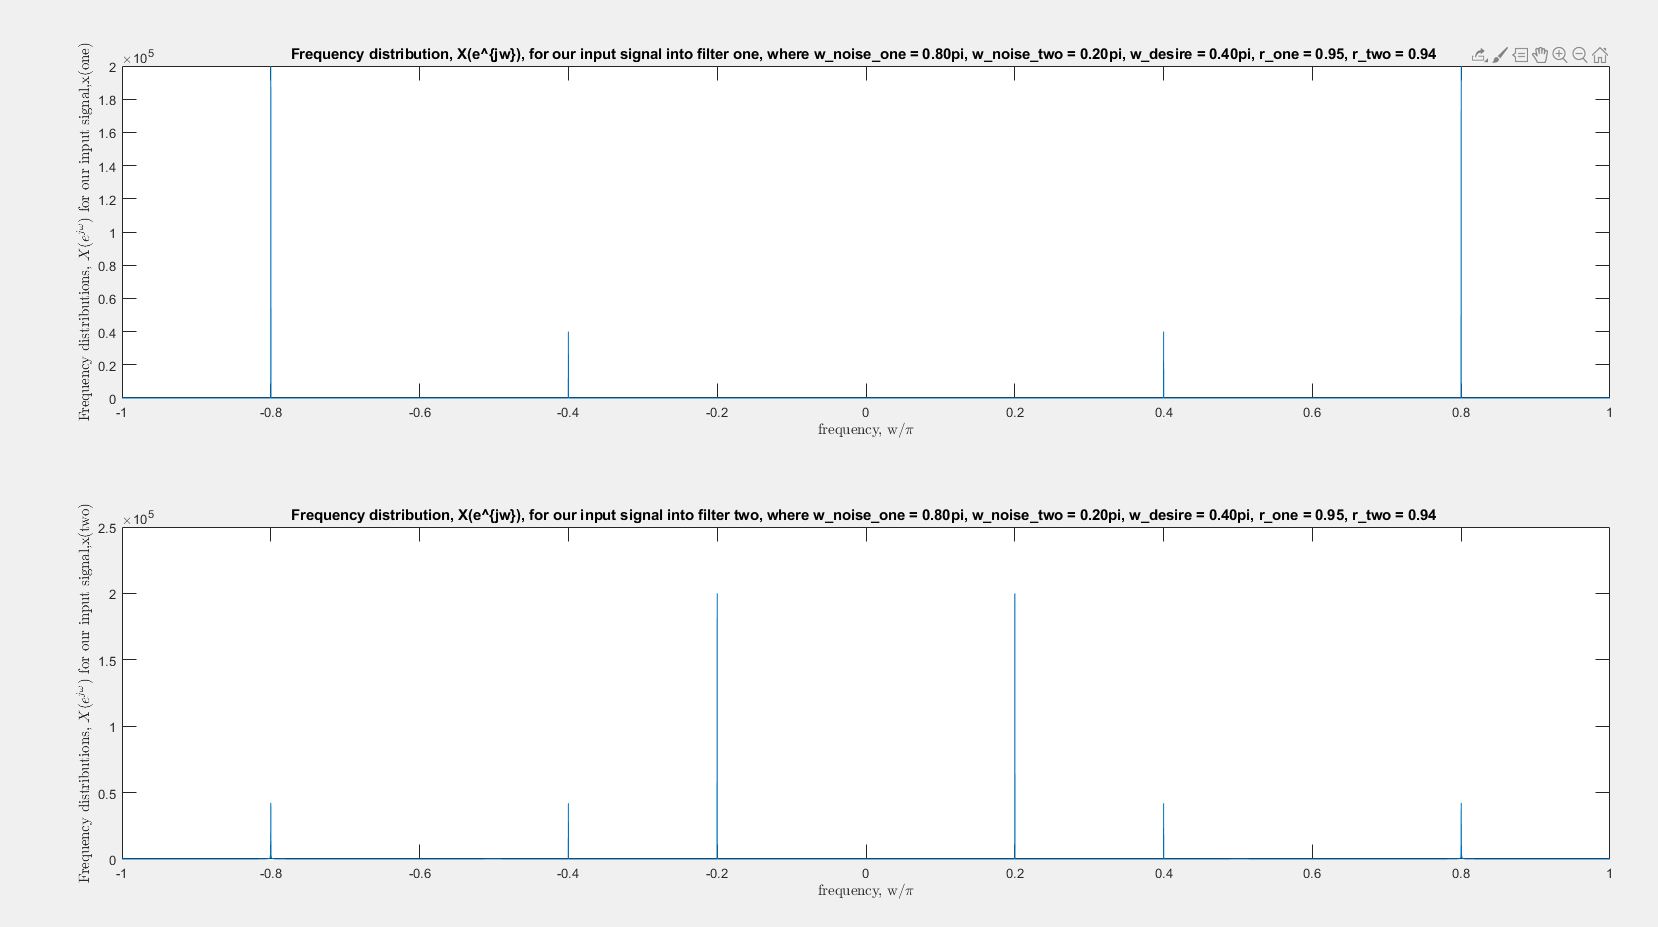 Frequency distribution, X(e^{jw}), for our input signal into filter one, where w_noise_one = 0.80pi, w_noise_two = 0.20pi, w_desire = 0.40pi, r_one = 0.95, r_two = 0.94
×10^5
2
1.8
1.6
1.4
1.2
1
0.8
0.6
0.4
0.2
0
Frequency distributions, X(e^{jω}) for our input signal,x(one)
-1 -0.8 -0.6 -0.4 -0.2 0 0.2 0.4 0.6 0.8 1
frequency, w/π
Frequency distribution, X(e^{jw}), for our input signal into filter two, where w_noise_one = 0.80pi, w_noise_two = 0.20pi, w_desire = 0.40pi, r_one = 0.95, r_two = 0.94
×10^5
2.5
2
1.5
1
0.5
0
Frequency distributions, X(e^{jω}) for our input signal,x(two)
-1 -0.8 -0.6 -0.4 -0.2 0 0.2 0.4 0.6 0.8 1
frequency, w/π